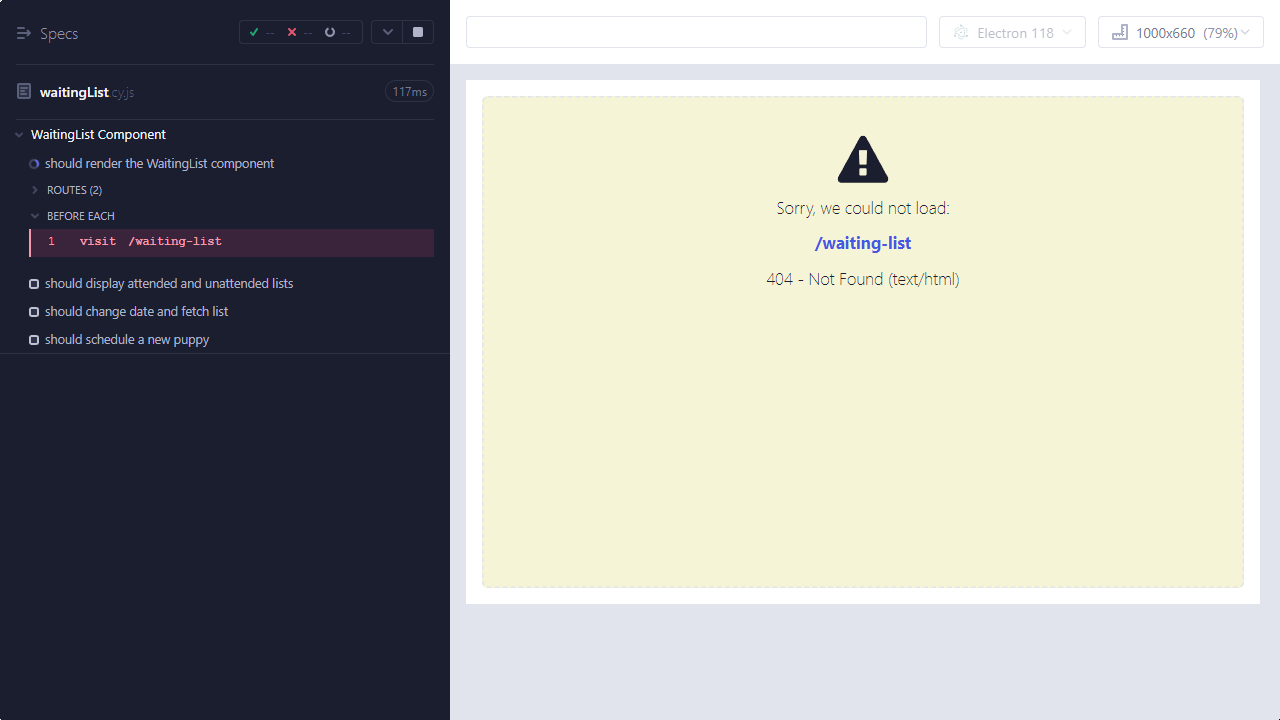 Specs
-- -- --
waitingList.cy.js
117ms
WaitingList Component
should render the WaitingList component
ROUTES (2)
BEFORE EACH
1 visit /waiting-list
should display attended and unattended lists
should change date and fetch list
should schedule a new puppy
Electron 118
1000x660 (79%)
Sorry, we could not load:
/waiting-list
404 - Not Found (text/html)